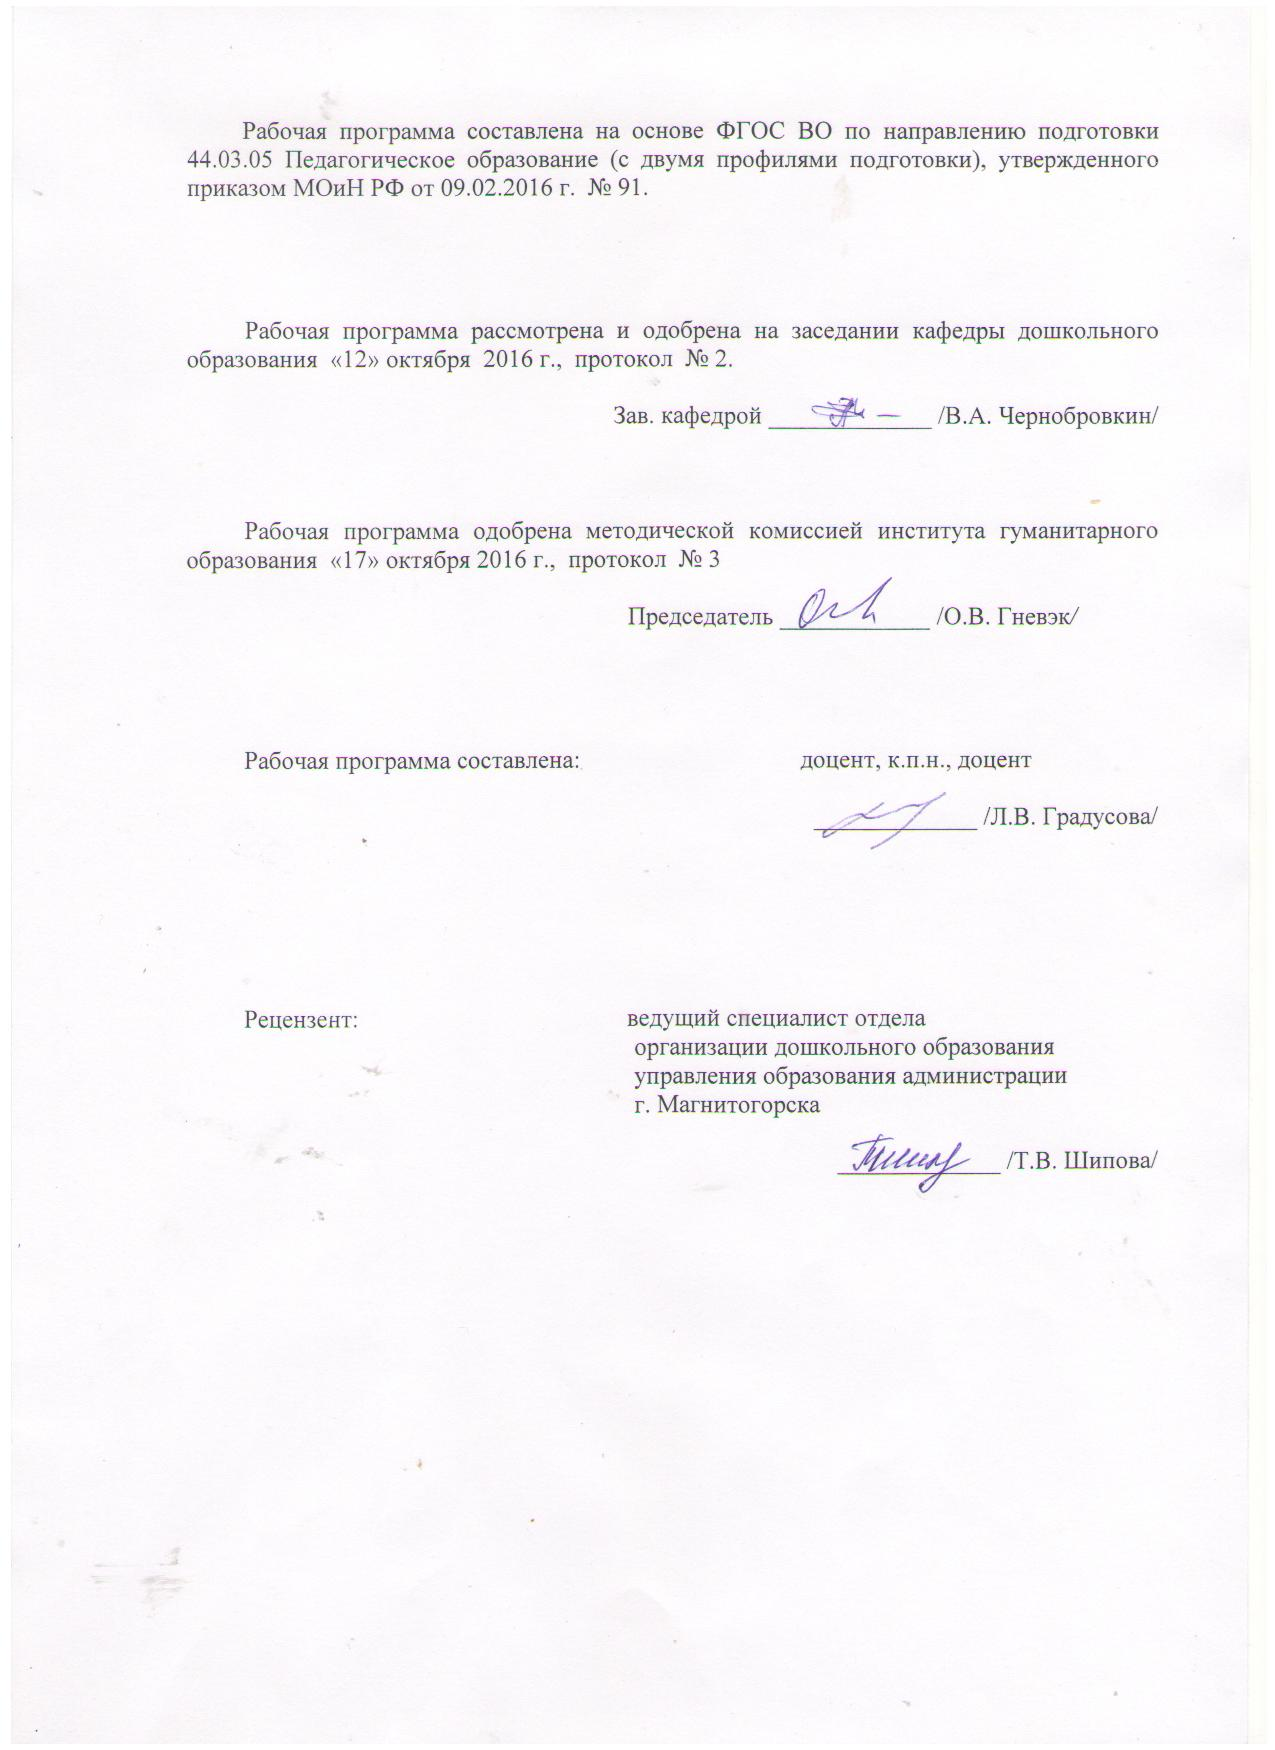 Рабочая программа составлена на основе ФГОС ВО по направлению подготовки
44.03.05 Педагогическое образование (с двумя профилями подготовки), утвержденного
приказом МОиН РФ от 09.02.2016 г. № 91.
Рабочая программа рассмотрена и одобрена на заседании кафедры дошкольного
образования «12» октября 2016 г., протокол № 2.
Зав. кафедрой _____________ /В.А. Чернобровкин/
Рабочая программа одобрена методической комиссией института гуманитарного
образования «17» октября 2016 г., протокол № 3
Председатель ____________ /О.В. Гневэк/
Рабочая программа составлена: доцент, к.п.н., доцент
_____________ /Л.В. Градусова/
Рецензент: ведущий специалист отдела
организации дошкольного образования
управления образования администрации
г. Магнитогорска
_____________ /Т.В. Шипова/